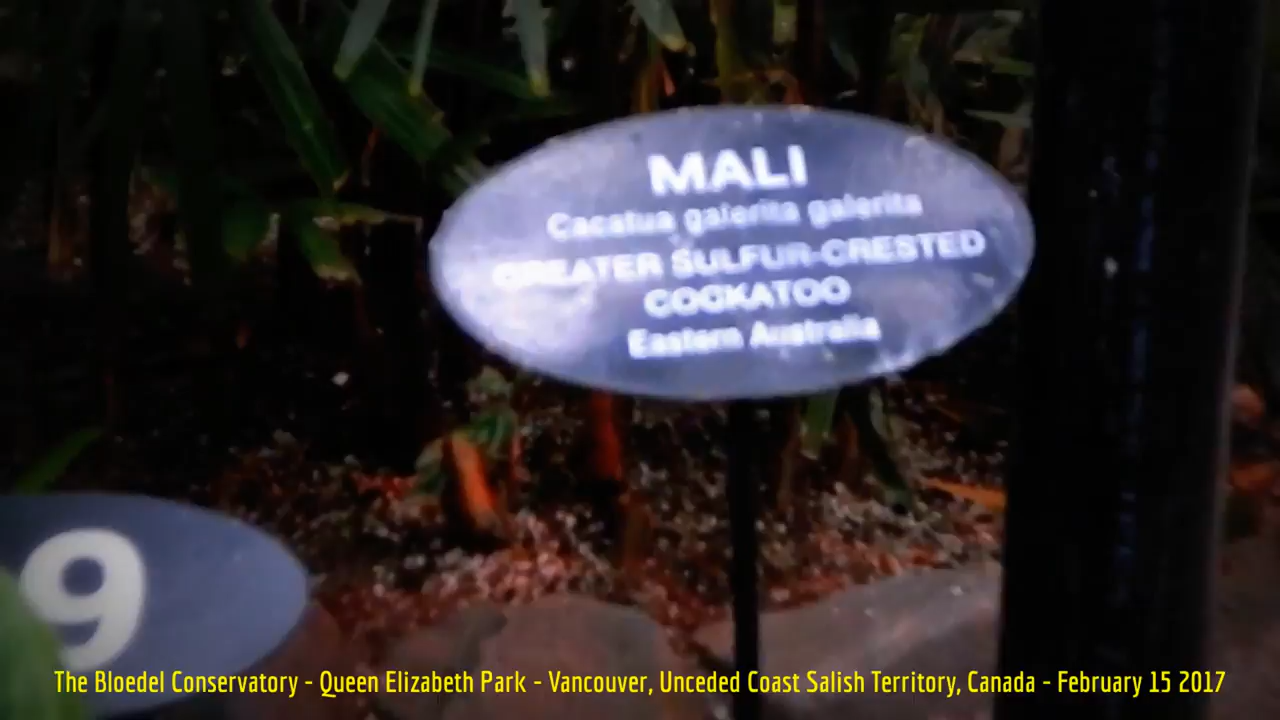 MALI
Cacatua galerita galerita
GREATER SULFUR-CRESTED
COCKATOO
Eastern Australia
9
The Bloedel Conservatory - Queen Elizabeth Park - Vancouver, Unceded Coast Salish Territory, Canada - February 15 2017